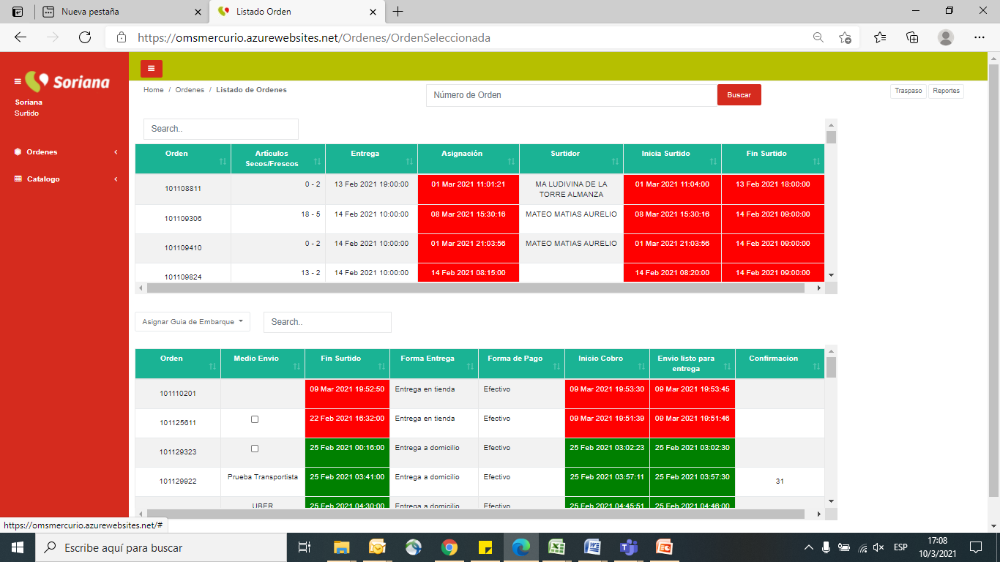 Nueva pestaña
Listado Orden
https://omsmercurio.azurewebsites.net/Ordenes/OrdenSeleccionada
Soriana
Soriana
Surtido
Ordenes
Catalogo
Home / Ordenes / Listado de Ordenes
Número de Orden
Buscar
Traspaso
Reportes
Search..
Orden
Artículos Secos/Frescos
Entrega
Asignación
Surtidor
Inicia Surtido
Fin Surtido
101108811 0 - 2 13 Feb 2021 19:00:00 01 Mar 2021 11:01:21 MA LUDIVINA DE LA TORRE ALMANZA 01 Mar 2021 11:04:00 13 Feb 2021 18:00:00
101109306 18 - 5 14 Feb 2021 10:00:00 08 Mar 2021 15:30:16 MATEO MATIAS AURELIO 08 Mar 2021 15:30:16 14 Feb 2021 09:00:00
101109410 0 - 2 14 Feb 2021 10:00:00 01 Mar 2021 21:03:56 MATEO MATIAS AURELIO 01 Mar 2021 21:03:56 14 Feb 2021 09:00:00
101109824 13 - 2 14 Feb 2021 10:00:00 14 Feb 2021 08:15:00 14 Feb 2021 08:20:00 14 Feb 2021 09:00:00
Asignar Guia de Embarque
Search..
Orden
Medio Envio
Fin Surtido
Forma Entrega
Forma de Pago
Inicio Cobro
Envio listo para entrega
Confirmacion
101110201 09 Mar 2021 19:52:50 Entrega en tienda Efectivo 09 Mar 2021 19:53:30 09 Mar 2021 19:53:45
101125611 22 Feb 2021 16:32:00 Entrega en tienda Efectivo 09 Mar 2021 19:51:39 09 Mar 2021 19:51:46
101129323 25 Feb 2021 00:16:00 Entrega a domicilio Efectivo 25 Feb 2021 03:02:23 25 Feb 2021 03:02:30
101129922 Prueba Transportista 25 Feb 2021 03:41:00 Entrega a domicilio Efectivo 25 Feb 2021 03:57:11 25 Feb 2021 03:57:30 31
UBER 25 Feb 2021 04:30:00 Entrega a domicilio Efectivo 25 Feb 2021 04:45:51 25 Feb 2021 04:46:00
https://omsmercurio.azurewebsites.net/#
Escribe aquí para buscar
ESP
17:08
10/3/2021